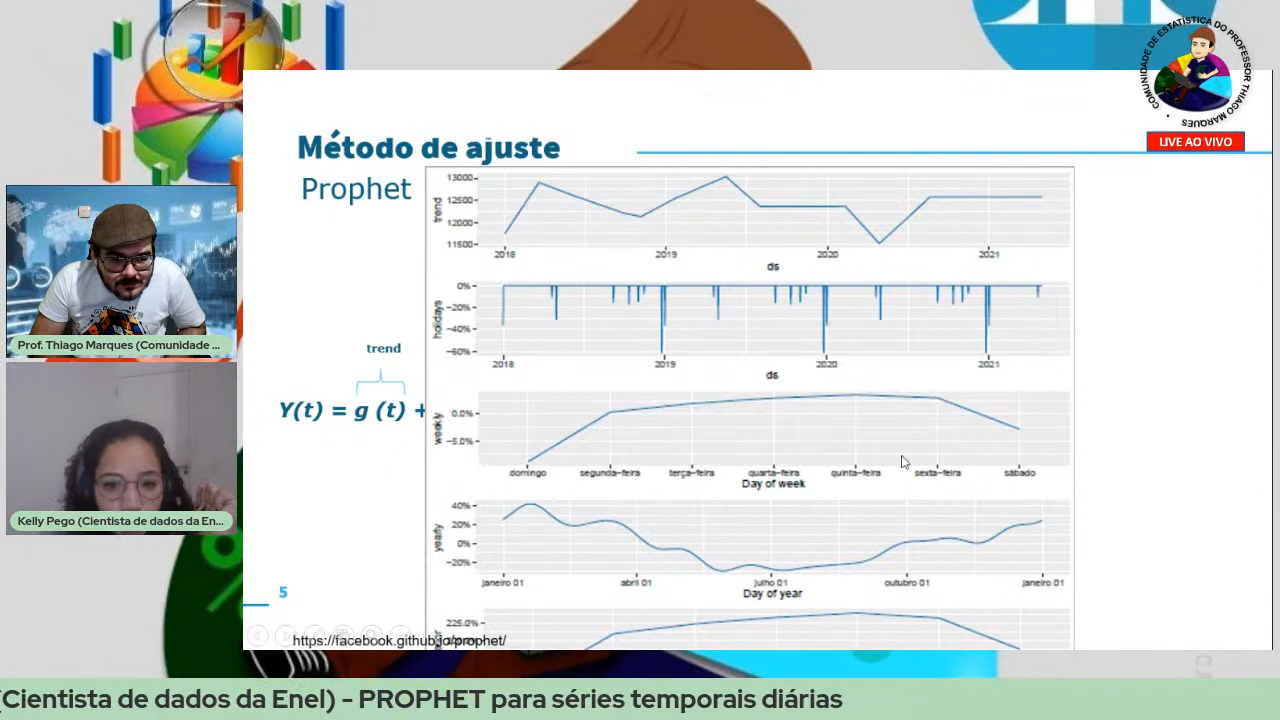 COMUNIDADE DE ESTATÍSTICA DO PROFESSOR THIAGO MARQUES
LIVE AO VIVO
Método de ajuste
Prophet
trend
13000
12500
12000
11500
2018
2019
2020
2021
ds
holidays
0%
−20%
−40%
−60%
2018
2019
2020
2021
ds
weekly
0.0%
−5.0%
domingo
segunda−feira
terça−feira
quarta−feira
quinta−feira
sexta−feira
sábado
Day of week
yearly
40%
20%
0%
−20%
janeiro 01
abril 01
julho 01
outubro 01
janeiro 01
Day of year
225.0%
trend
Y(t) = g (t) +
5
https://facebook.github.io/prophet/
Prof. Thiago Marques (Comunidade ...
Kelly Pego (Cientista de dados da En...
(Cientista de dados da Enel) - PROPHET para séries temporais diárias